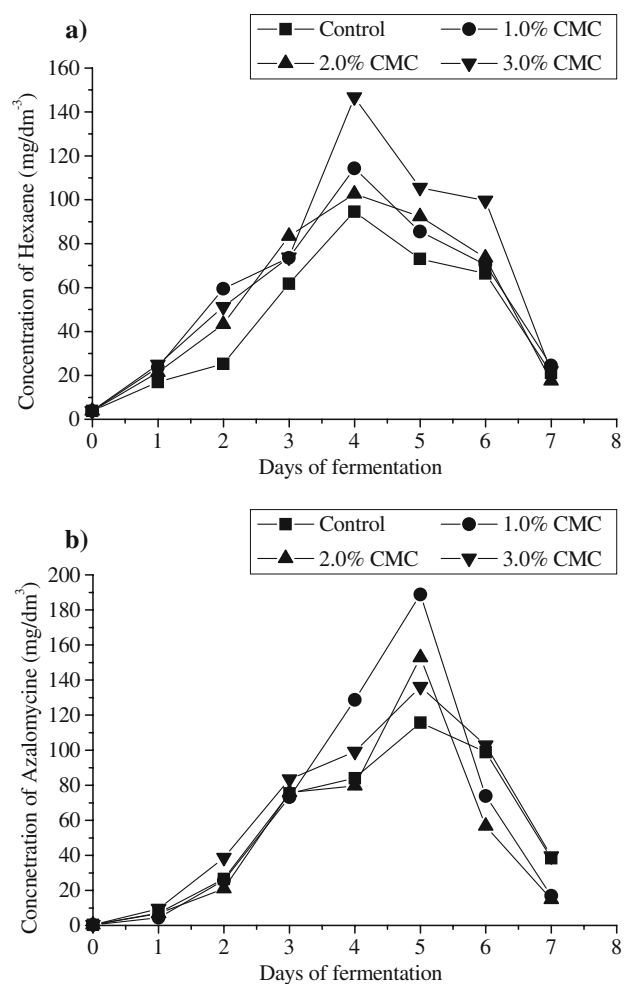 a)
Control
1.0% CMC
2.0% CMC
3.0% CMC
160
140
120
100
80
60
40
20
0
Concentration of Hexaene (mg/dm⁻³)
0 1 2 3 4 5 6 7 8
Days of fermentation
b)
Control
1.0% CMC
2.0% CMC
3.0% CMC
200
180
160
140
120
100
80
60
40
20
0
Concnetration of Azalomycine (mg/dm³)
0 1 2 3 4 5 6 7 8
Days of fermentation